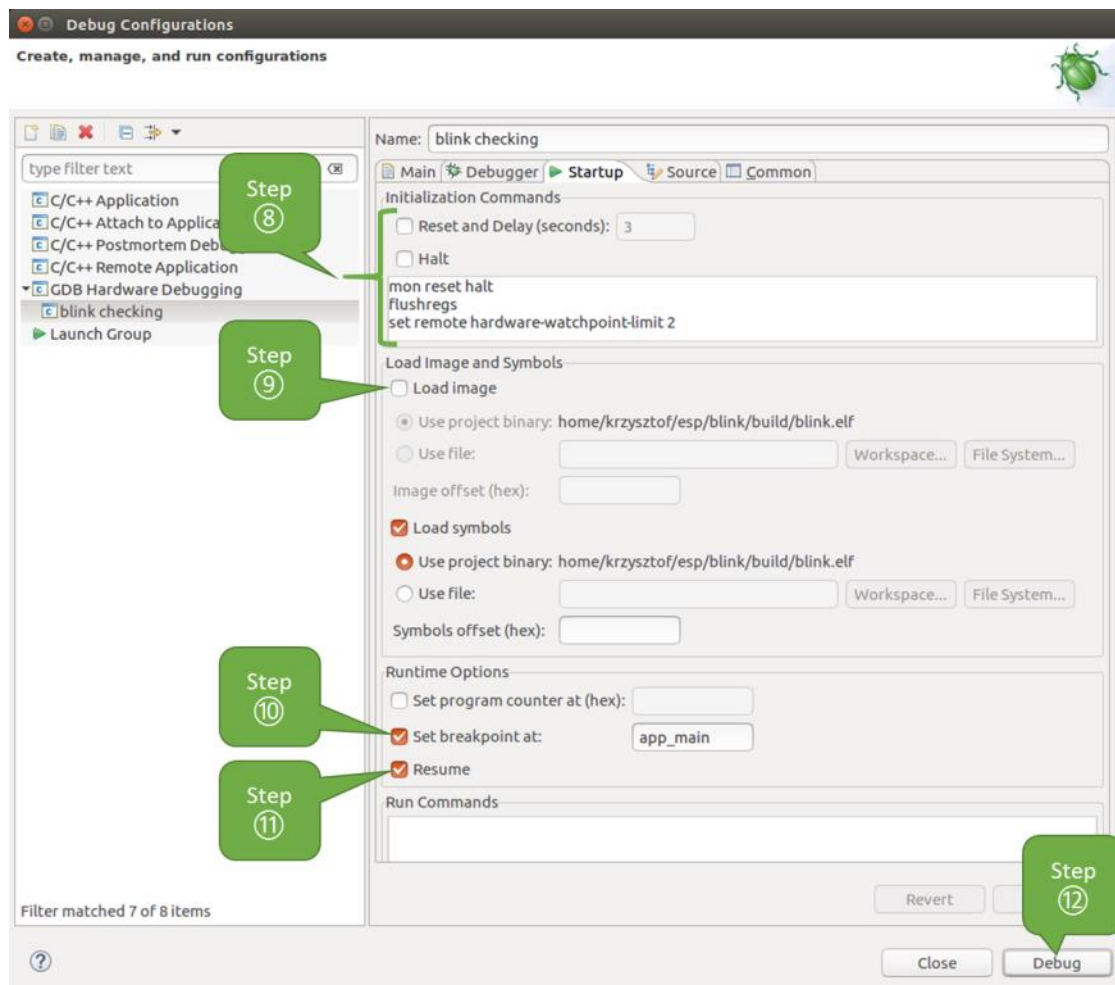 Debug Configurations
Create, manage, and run configurations
type filter text
C/C++ Application
C/C++ Attach to Applica
C/C++ Postmortem Debu
C/C++ Remote Application
GDB Hardware Debugging
blink checking
Launch Group
Filter matched 7 of 8 items
Step
⑧
Step
⑨
Step
⑩
Step
⑪
Step
⑫
Name: blink checking
Main Debugger Startup Source Common
Initialization Commands
Reset and Delay (seconds): 3
Halt
mon reset halt
flushregs
set remote hardware-watchpoint-limit 2
Load Image and Symbols
Load image
Use project binary: home/krzysztof/esp/blink/build/blink.elf
Use file: Workspace... File System...
Image offset (hex):
Load symbols
Use project binary: home/krzysztof/esp/blink/build/blink.elf
Use file: Workspace... File System...
Symbols offset (hex):
Runtime Options
Set program counter at (hex):
Set breakpoint at: app_main
Resume
Run Commands
Revert
Close Debug